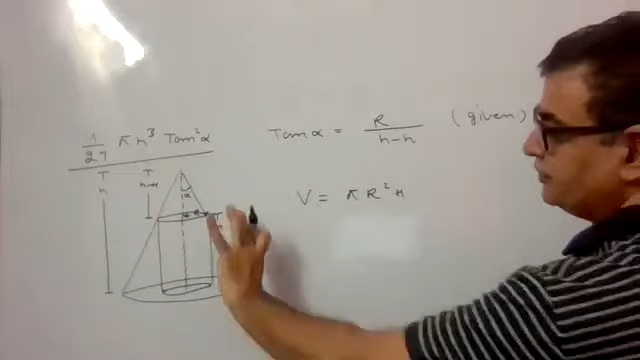 1/27 π h³ Tan²α
Tan α = R/h-h (given)
V = π R² H
h
h-H
α
R